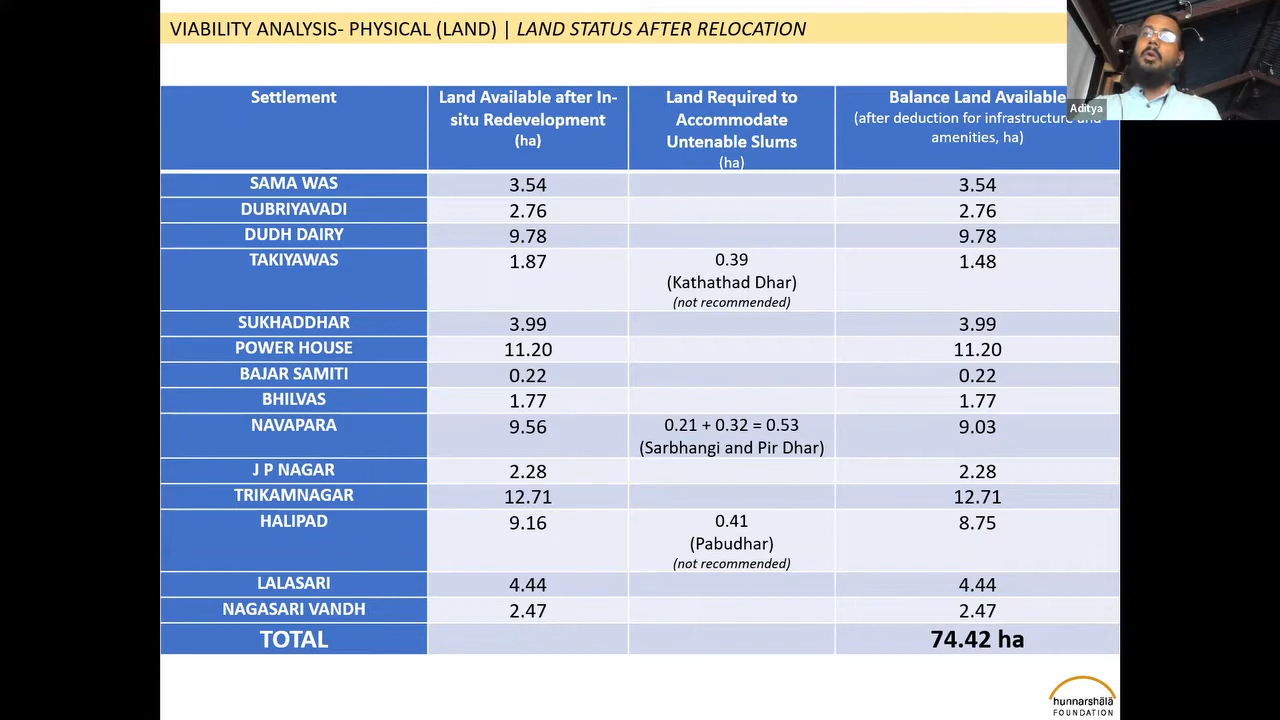 VIABILITY ANALYSIS- PHYSICAL (LAND) | LAND STATUS AFTER RELOCATION
Aditya
Settlement
Land Available after In-
situ Redevelopment
(ha)
Land Required to
Accommodate
Untenable Slums
(ha)
Balance Land Available
(after deduction for infrastructure and
amenities, ha)
SAMA WAS 3.54 3.54
DUBRIYAVADI 2.76 2.76
DUDH DAIRY 9.78 9.78
TAKIYAWAS 1.87 0.39 1.48
(Kathathad Dhar)
(not recommended)
SUKHADDHAR 3.99 3.99
POWER HOUSE 11.20 11.20
BAJAR SAMITI 0.22 0.22
BHILVAS 1.77 1.77
NAVAPARA 9.56 0.21 + 0.32 = 0.53 9.03
(Sarbhangi and Pir Dhar)
J P NAGAR 2.28 2.28
TRIKAMNAGAR 12.71 12.71
HALIPAD 9.16 0.41 8.75
(Pabudhar)
(not recommended)
LALASARI 4.44 4.44
NAGASARI VANDH 2.47 2.47
TOTAL 74.42 ha
hunnarshālā
FOUNDATION